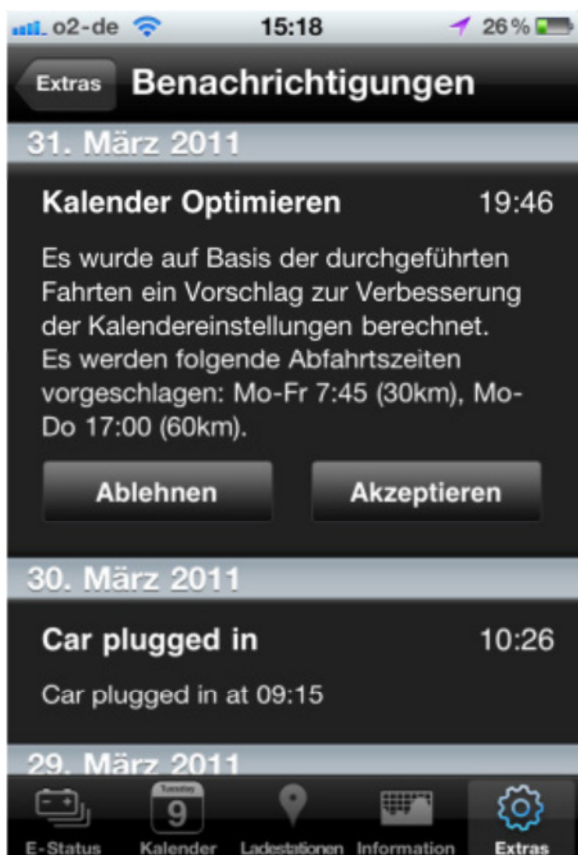 o2-de 15:18 26%
Extras Benachrichtigungen
31. März 2011
Kalender Optimieren 19:46
Es wurde auf Basis der durchgeführten
Fahrten ein Vorschlag zur Verbesserung
der Kalendereinstellungen berechnet.
Es werden folgende Abfahrtszeiten
vorgeschlagen: Mo-Fr 7:45 (30km), Mo-
Do 17:00 (60km).
Ablehnen Akzeptieren
30. März 2011
Car plugged in 10:26
Car plugged in at 09:15
29. März 2011
Tuesday
9
E-Status Kalender Ladestationen Information Extras